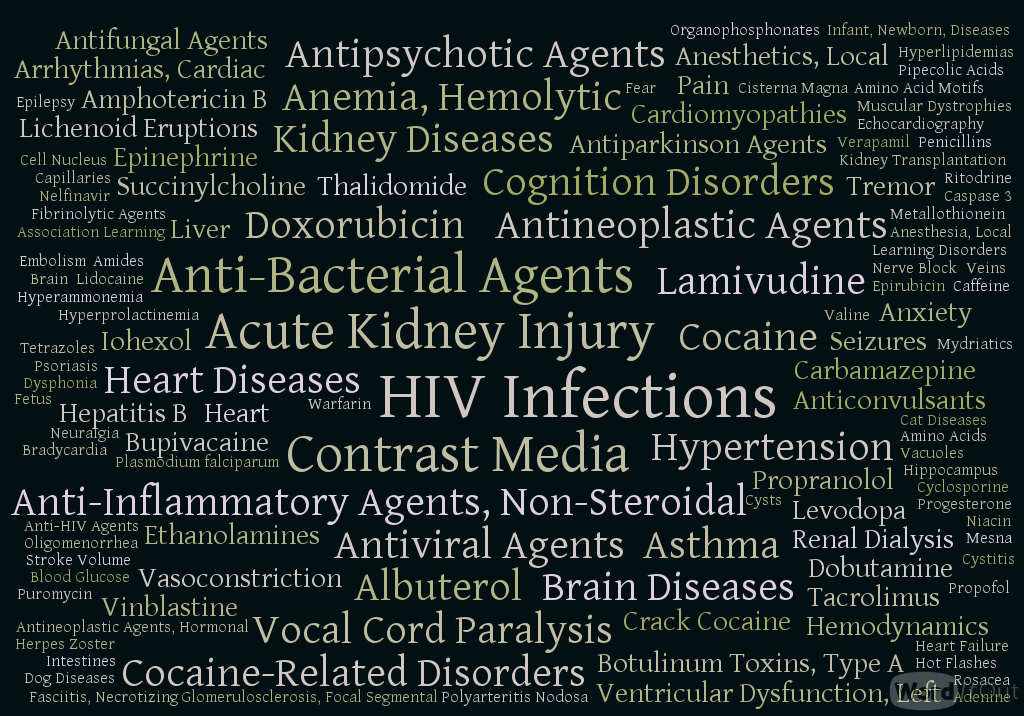 Organophosphonates Infant, Newborn, Diseases
Antifungal Agents Antipsychotic Agents Anesthetics, Local Hyperlipidemias
Arrhythmias, Cardiac Pipecolic Acids
Epilepsy Amphotericin B Anemia, Hemolytic Fear Pain Cisterna Magna Amino Acid Motifs
Cardiomyopathies Muscular Dystrophies
Lichenoid Eruptions Kidney Diseases Antiparkinson Agents Echocardiography
Verapamil Penicillins
Cell Nucleus Epinephrine Kidney Transplantation
Capillaries Succinylcholine Thalidomide Cognition Disorders Tremor Ritodrine
Nelfinavir Caspase 3
Fibrinolytic Agents Metallothionein
Association Learning Liver Doxorubicin Antineoplastic Agents Anesthesia, Local
Learning Disorders
Embolism Amides Anti-Bacterial Agents Lamivudine Nerve Block Veins
Brain Lidocaine Epirubicin Caffeine
Hyperammonemia
Hyperprolactinemia Valine Anxiety
Tetrazoles Iohexol Acute Kidney Injury Cocaine Seizures Mydriatics
Psoriasis
Dysphonia Heart Diseases Carbamazepine
Fetus Warfarin HIV Infections Anticonvulsants
Hepatitis B Heart Cat Diseases
Neuralgia Bupivacaine Amino Acids
Bradycardia Contrast Media Hypertension Vacuoles
Plasmodium falciparum Hippocampus
Propranolol Cyclosporine
Anti-Inflammatory Agents, Non-Steroidal Cysts Levodopa Progesterone
Niacin
Anti-HIV Agents Ethanolamines Antiviral Agents Asthma Renal Dialysis Mesna
Oligomenorrhea
Stroke Volume Dobutamine Cystitis
Blood Glucose Vasoconstriction Albuterol Brain Diseases Propofol
Puromycin Tacrolimus
Vinblastine
Antineoplastic Agents, Hormonal Vocal Cord Paralysis Crack Cocaine Hemodynamics
Herpes Zoster Heart Failure
Intestines Cocaine-Related Disorders Botulinum Toxins, Type A Hot Flashes
Dog Diseases Rosacea
Fasciitis, Necrotizing Glomerulosclerosis, Focal Segmental Polyarteritis Nodosa Ventricular Dysfunction, Left Adenine
WordItOut